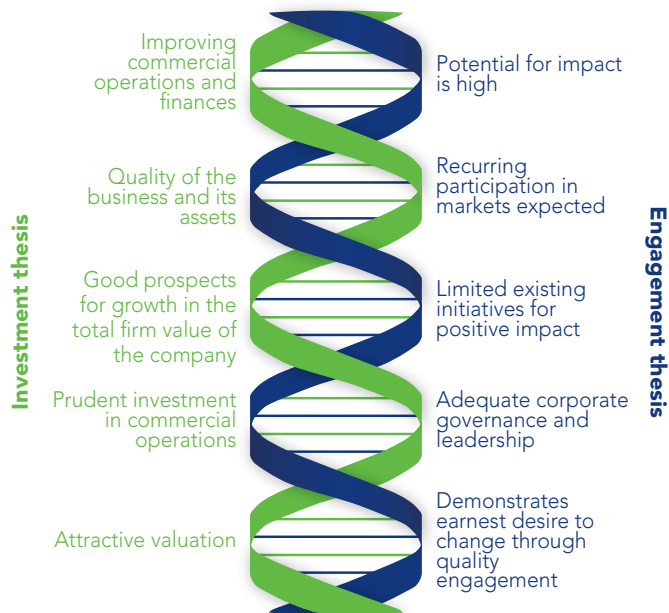 Investment thesis
Improving
commercial
operations and
finances
Quality of the
business and its
assets
Good prospects
for growth in the
total firm value of
the company
Prudent investment
in commercial
operations
Attractive valuation
Potential for impact
is high
Recurring
participation in
markets expected
Limited existing
initiatives for
positive impact
Adequate corporate
governance and
leadership
Demonstrates
earnest desire to
change through
quality
engagement
Engagement thesis